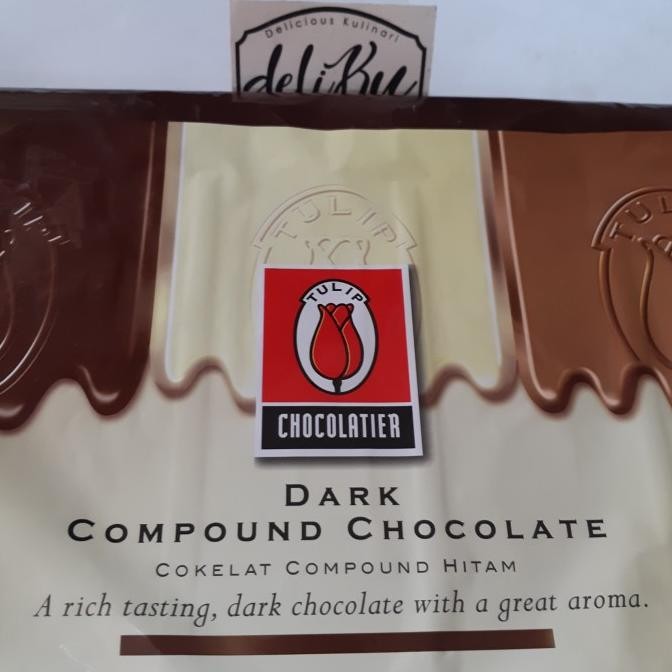 Delicious Kulinari
deliKu
TULIP
TULIP
CHOCOLATIER
DARK
COMPOUND CHOCOLATE
COKELAT COMPOUND HITAM
A rich tasting, dark chocolate with a great aroma.